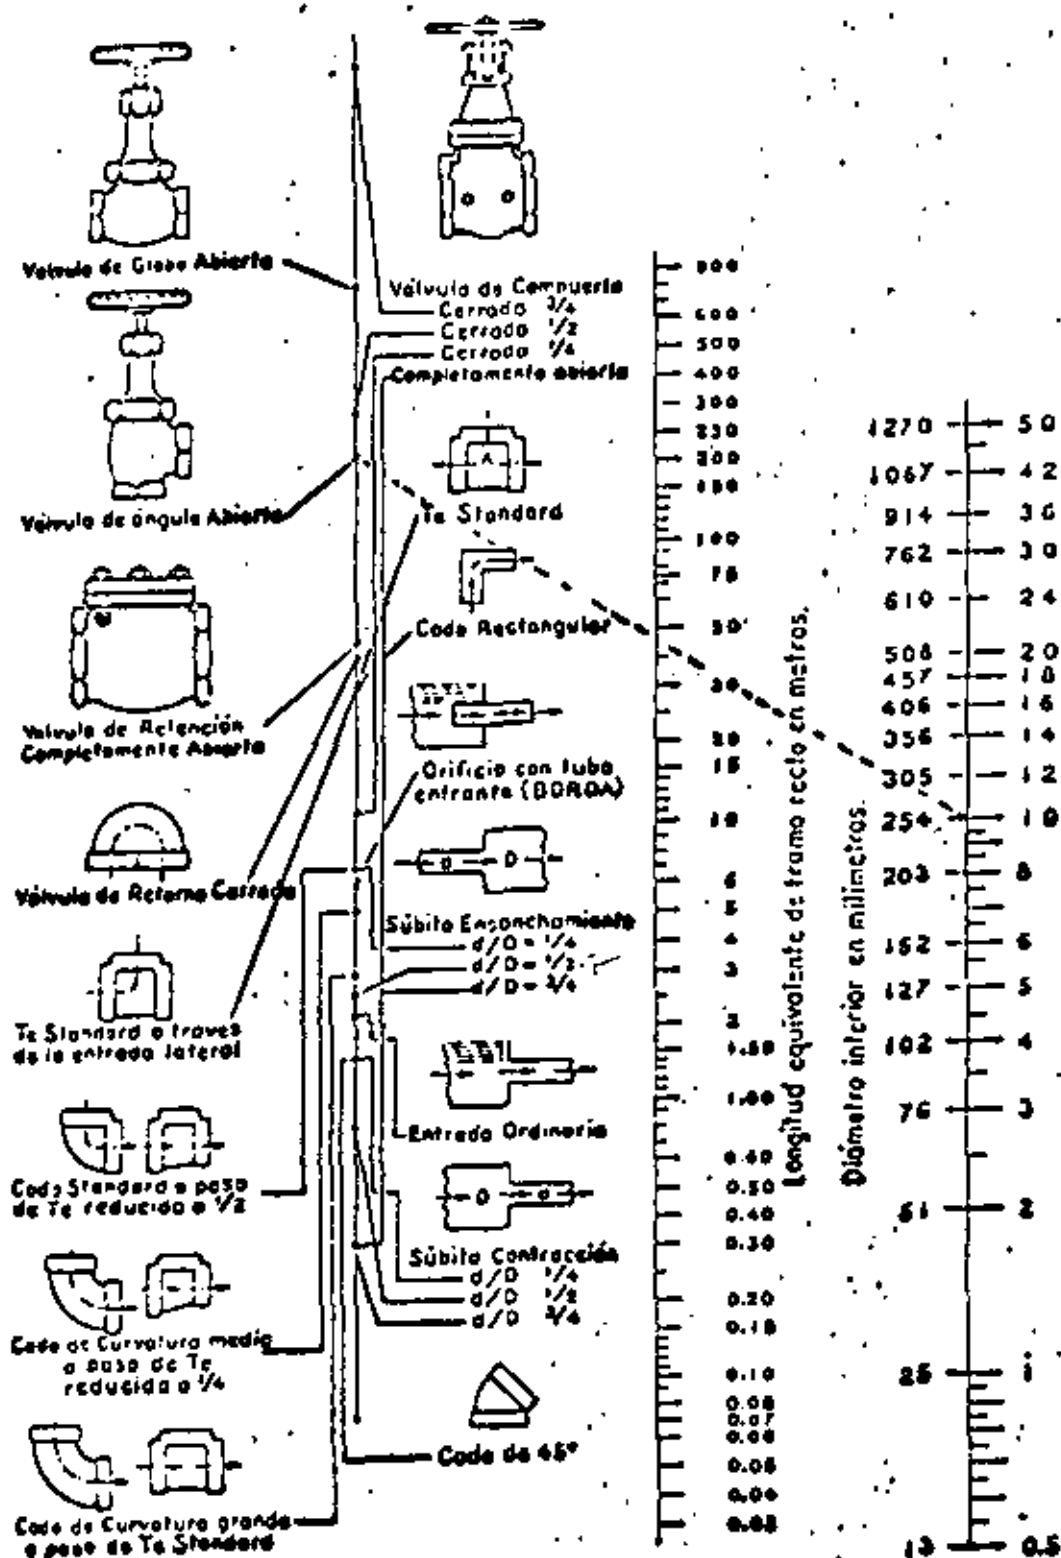 Valvula de Globo Abierta
Válvula de Compuerta
Cerrada 3/4
Cerrada 1/2
Cerrada 1/4
Completamente abierta
Valvula de angulo Abierta
Te Standard
Codo Rectangular
Valvula de Retención
Completamente Abierta
Orificio con tubo
entrante (BORDA)
Válvula de Retorno Cerrada
Súbito Ensanchamiento
d/D = 1/4
d/D = 1/2
d/D = 3/4
d
D
Te Standard a traves
de la entrada lateral
Entrada Ordinaria
Codo Standard o paso
de Te reducida a 1/2
D
d
Súbita Contracción
d/D 1/4
d/D 1/2
d/D 3/4
Codo de Curvatura media
o paso de Te
reducida a 1/4
Codo de 45°
Codo de Curvatura grande
o paso de Te Standard
600
500
400
300
200
100
75
50
30
20
15
10
5
4
3
2
1.00
0.50
0.40
0.30
0.20
0.15
0.10
0.07
0.05
Longitud equivalente de tramo recto en metros.
1270
1067
914
762
610
508
457
406
356
305
254
203
152
127
102
76
51
25
13
Diámetro interior en milímetros.
50
42
36
30
24
20
18
16
14
12
10
8
6
5
4
3
2
1
0.5